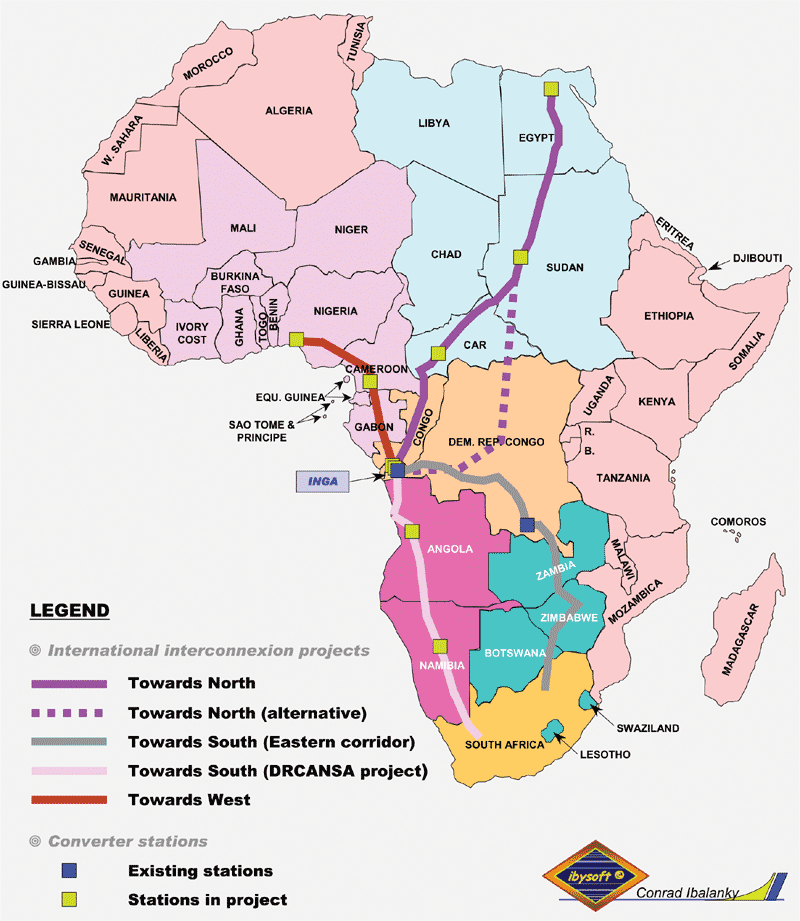 TUNISIA
MOROCCO
ALGERIA
LIBYA
EGYPT
W. SAHARA
MAURITANIA
MALI
NIGER
CHAD
SUDAN
ERITREA
DJIBOUTI
SENEGAL
GAMBIA
GUINEA-BISSAU
GUINEA
SIERRA LEONE
LIBERIA
IVORY
COST
BURKINA
FASO
GHANA
TOGO
BENIN
NIGERIA
CAMEROON
CAR
ETHIOPIA
SOMALIA
EQU. GUINEA
SAO TOME &
PRINCIPE
GABON
CONGO
DEM. REP. CONGO
UGANDA
KENYA
R.
B.
TANZANIA
INGA
COMOROS
ANGOLA
ZAMBIA
MALAWI
MOZAMBICA
MADAGASCAR
ZIMBABWE
BOTSWANA
NAMIBIA
SWAZILAND
SOUTH AFRICA
LESOTHO
LEGEND
International interconnexion projects
Towards North
Towards North (alternative)
Towards South (Eastern corridor)
Towards South (DRCANSA project)
Towards West
Converter stations
Existing stations
Stations in project
ibysoft ©
Conrad Ibalanky